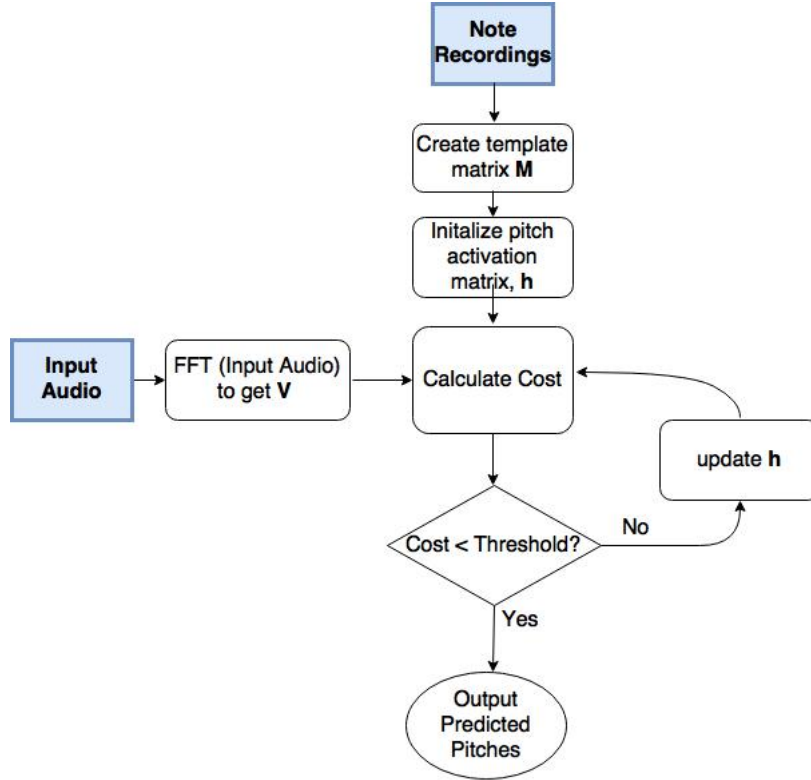 Note
Recordings
Create template
matrix M
Initalize pitch
activation
matrix, h
Input
Audio
FFT (Input Audio)
to get V
Calculate Cost
update h
Cost < Threshold?
No
Yes
Output
Predicted
Pitches